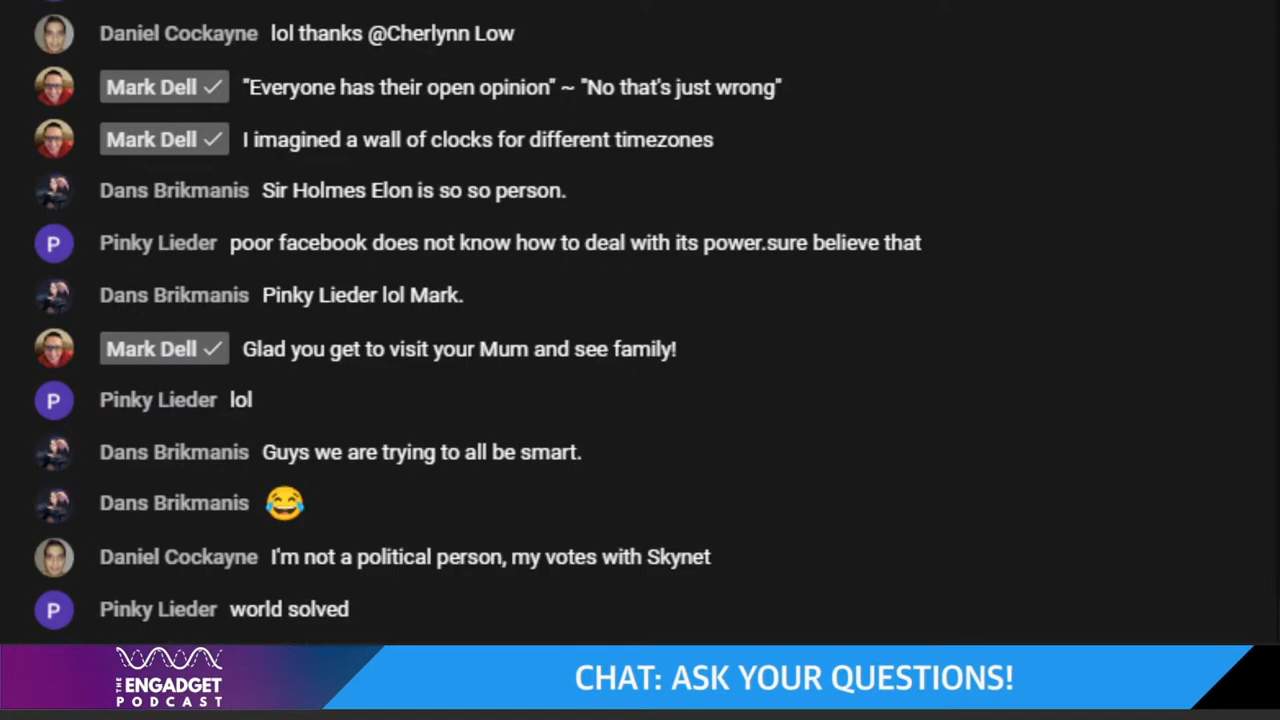 Daniel Cockayne lol thanks @Cherlynn Low
Mark Dell ✓ "Everyone has their open opinion" ~ "No that's just wrong"
Mark Dell ✓ I imagined a wall of clocks for different timezones
Dans Brikmanis Sir Holmes Elon is so so person.
P Pinky Lieder poor facebook does not know how to deal with its power.sure believe that
Dans Brikmanis Pinky Lieder lol Mark.
Mark Dell ✓ Glad you get to visit your Mum and see family!
P Pinky Lieder lol
Dans Brikmanis Guys we are trying to all be smart.
Dans Brikmanis 😂
Daniel Cockayne I'm not a political person, my votes with Skynet
P Pinky Lieder world solved
THE ENGADGET PODCAST
CHAT: ASK YOUR QUESTIONS!